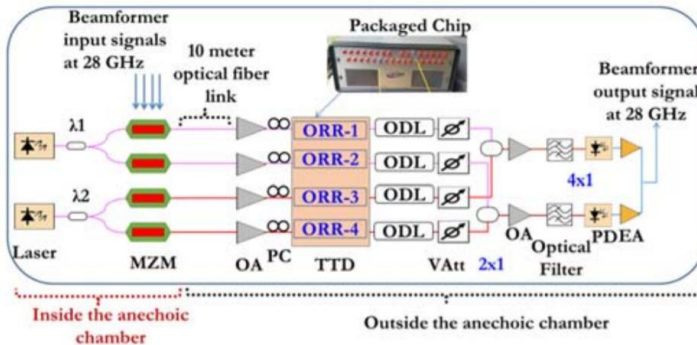 Beamformer
input signals
at 28 GHz
10 meter
optical fiber
link
Packaged Chip
Beamformer
output signal
at 28 GHz
λ1
λ2
ORR-1
ORR-2
ORR-3
ORR-4
ODL
ODL
ODL
ODL
4x1
Laser
MZM
OA
PC
TTD
VAtt
2x1
OA
Optical
Filter
PDEA
Inside the anechoic
chamber
Outside the anechoic chamber